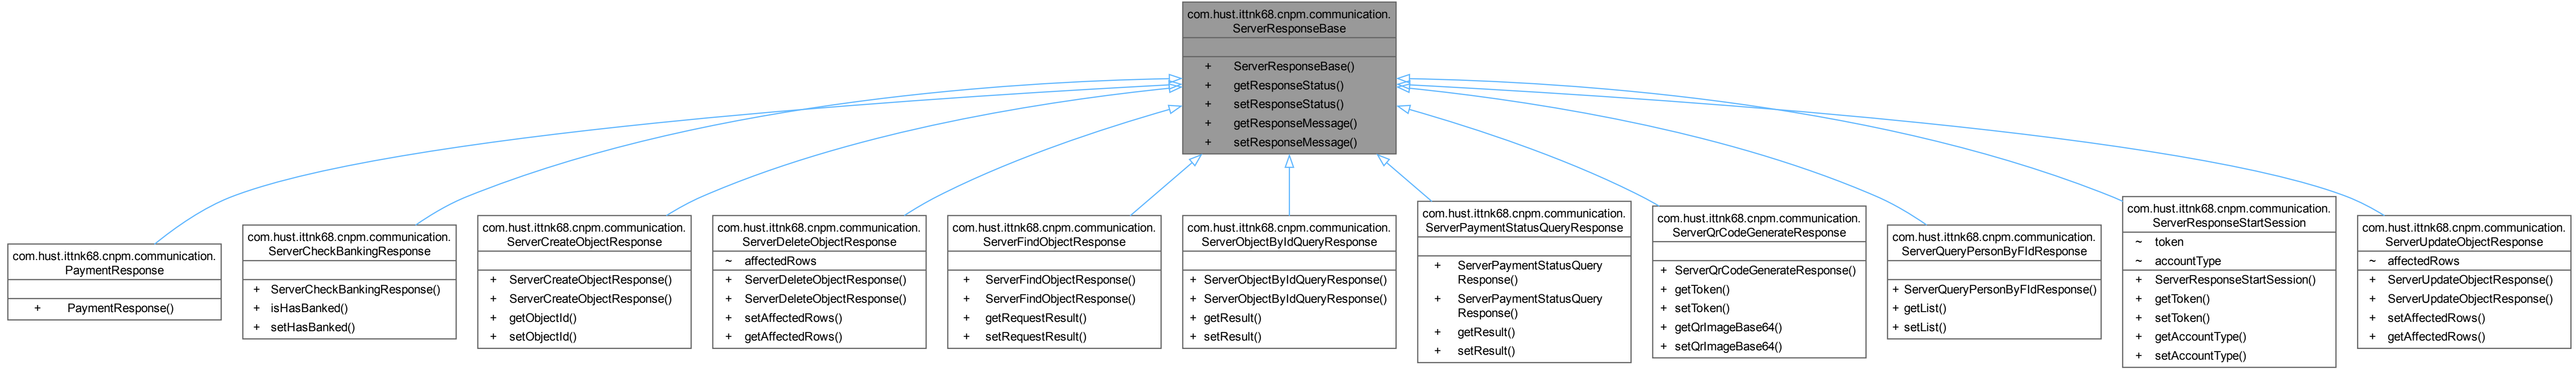 com.hust.ittnk68.cnpm.communication.
ServerResponseBase
+ ServerResponseBase()
+ getResponseStatus()
+ setResponseStatus()
+ getResponseMessage()
+ setResponseMessage()
com.hust.ittnk68.cnpm.communication.
PaymentResponse
+ PaymentResponse()
com.hust.ittnk68.cnpm.communication.
ServerCheckBankingResponse
+ ServerCheckBankingResponse()
+ isHasBanked()
+ setHasBanked()
com.hust.ittnk68.cnpm.communication.
ServerCreateObjectResponse
+ ServerCreateObjectResponse()
+ ServerCreateObjectResponse()
+ getObjectId()
+ setObjectId()
com.hust.ittnk68.cnpm.communication.
ServerDeleteObjectResponse
~ affectedRows
+ ServerDeleteObjectResponse()
+ ServerDeleteObjectResponse()
+ setAffectedRows()
+ getAffectedRows()
com.hust.ittnk68.cnpm.communication.
ServerFindObjectResponse
+ ServerFindObjectResponse()
+ ServerFindObjectResponse()
+ getRequestResult()
+ setRequestResult()
com.hust.ittnk68.cnpm.communication.
ServerObjectByIdQueryResponse
+ ServerObjectByIdQueryResponse()
+ ServerObjectByIdQueryResponse()
+ getResult()
+ setResult()
com.hust.ittnk68.cnpm.communication.
ServerPaymentStatusQueryResponse
+ ServerPaymentStatusQuery
Response()
+ ServerPaymentStatusQuery
Response()
+ getResult()
+ setResult()
com.hust.ittnk68.cnpm.communication.
ServerQrCodeGenerateResponse
+ ServerQrCodeGenerateResponse()
+ getToken()
+ setToken()
+ getQrImageBase64()
+ setQrImageBase64()
com.hust.ittnk68.cnpm.communication.
ServerQueryPersonByFIdResponse
+ ServerQueryPersonByFIdResponse()
+ getList()
+ setList()
com.hust.ittnk68.cnpm.communication.
ServerResponseStartSession
~ token
~ accountType
+ ServerResponseStartSession()
+ getToken()
+ setToken()
+ getAccountType()
+ setAccountType()
com.hust.ittnk68.cnpm.communication.
ServerUpdateObjectResponse
~ affectedRows
+ ServerUpdateObjectResponse()
+ ServerUpdateObjectResponse()
+ setAffectedRows()
+ getAffectedRows()